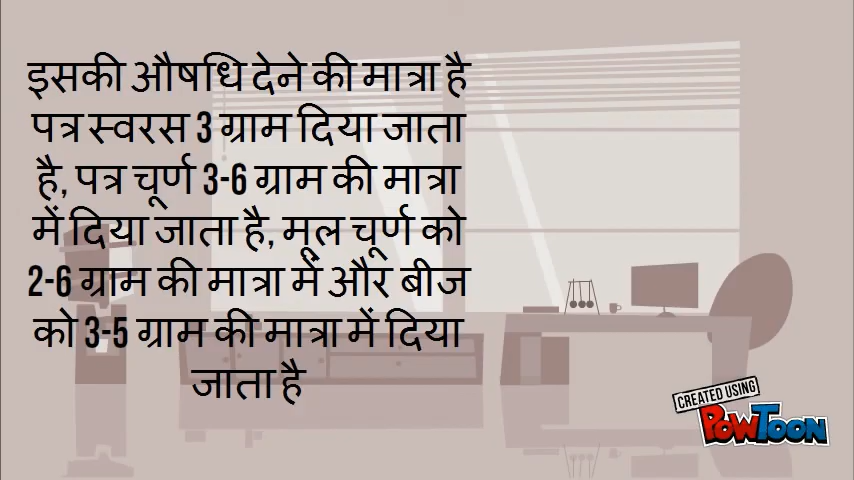 इसकी औषधि देने की मात्रा है
पत्र स्वरस 3 ग्राम दिया जाता
है, पत्र चूर्ण 3-6 ग्राम की मात्रा
में दिया जाता है, मूल चूर्ण को
2-6 ग्राम की मात्रा में और बीज
को 3-5 ग्राम की मात्रा में दिया
जाता है
CREATED USING
POWTOON